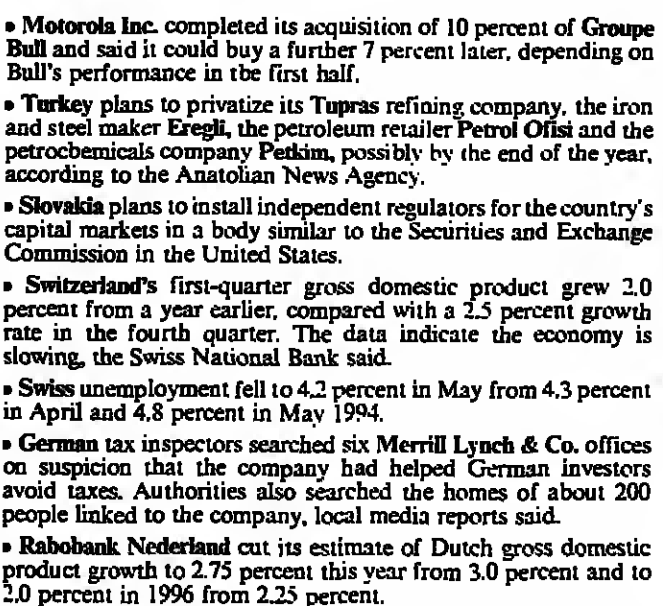 • Motorola Inc. completed its acquisition of 10 percent of Groupe
Bull and said it could buy a further 7 percent later, depending on
Bull's performance in the first half.
• Turkey plans to privatize its Tupras refining company, the iron
and steel maker Eregli, the petroleum retailer Petrol Ofisi and the
petrochemicals company Petkim, possibly by the end of the year,
according to the Anatolian News Agency.
• Slovakia plans to install independent regulators for the country's
capital markets in a body similar to the Securities and Exchange
Commission in the United States.
• Switzerland's first-quarter gross domestic product grew 2.0
percent from a year earlier, compared with a 2.5 percent growth
rate in the fourth quarter. The data indicate the economy is
slowing, the Swiss National Bank said.
• Swiss unemployment fell to 4.2 percent in May from 4.3 percent
in April and 4.8 percent in May 1994.
• German tax inspectors searched six Merrill Lynch & Co. offices
on suspicion that the company had helped German investors
avoid taxes. Authorities also searched the homes of about 200
people linked to the company, local media reports said.
• Rabobank Nederland cut its estimate of Dutch gross domestic
product growth to 2.75 percent this year from 3.0 percent and to
2.0 percent in 1996 from 2.25 percent.